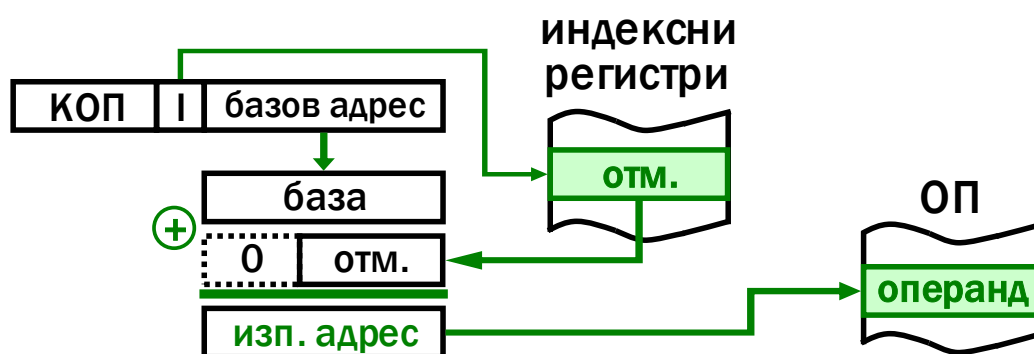 индексни
регистри
КОП I базов адрес
отм.
база
ОП
+
0 отм.
операнд
изп. адрес